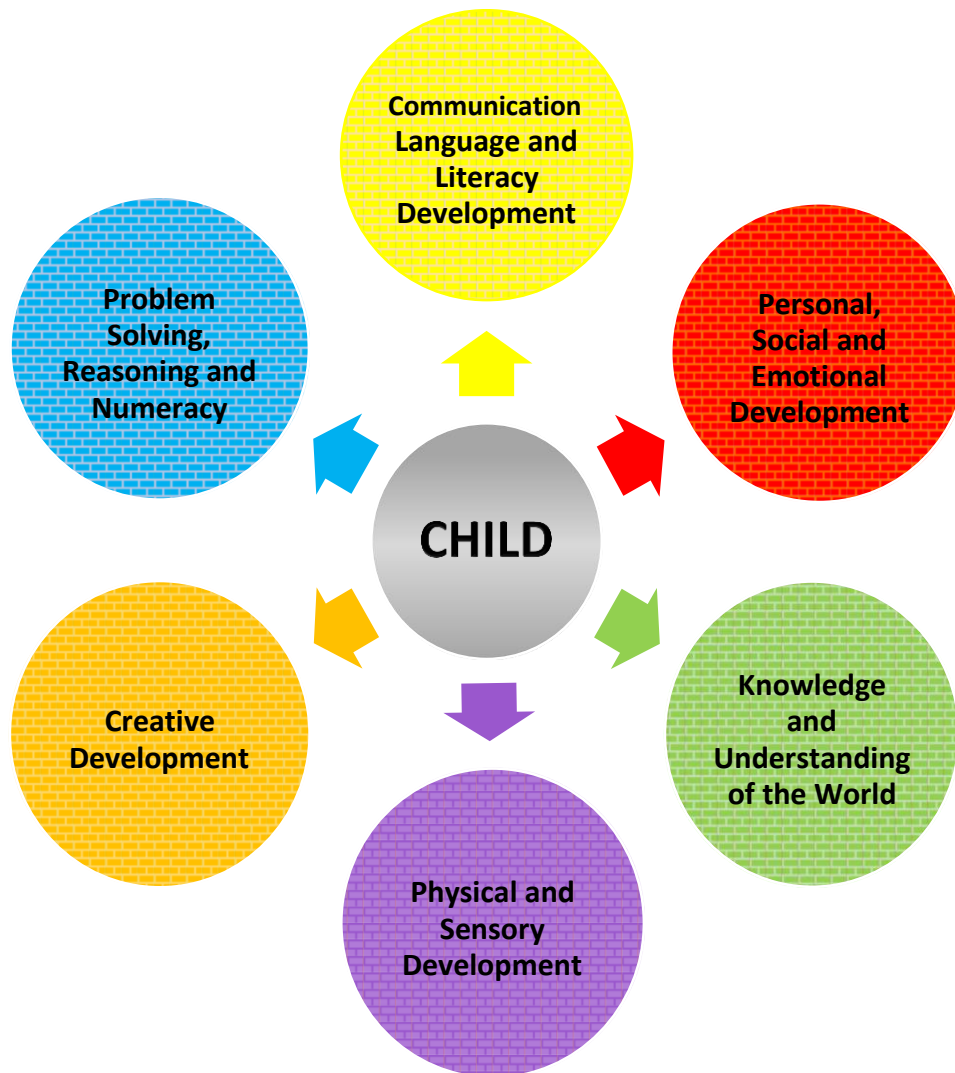 Communication
Language and
Literacy
Development
Problem
Solving,
Reasoning and
Numeracy
Personal,
Social and
Emotional
Development
CHILD
Creative
Development
Knowledge
and
Understanding
of the World
Physical and
Sensory
Development